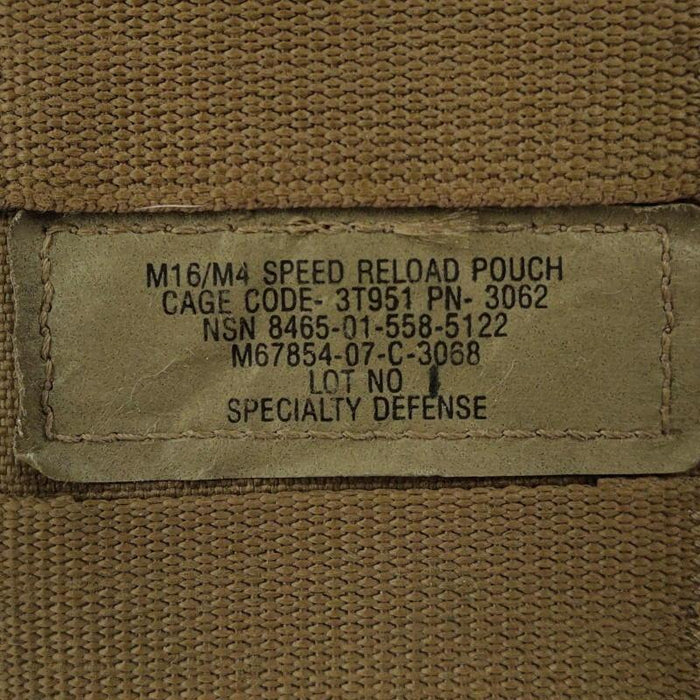 M16/M4 SPEED RELOAD POUCH
CAGE CODE- 3T951 PN- 3062
NSN 8465-01-558-5122
M67854-07-C-3068
LOT NO 1
SPECIALTY DEFENSE